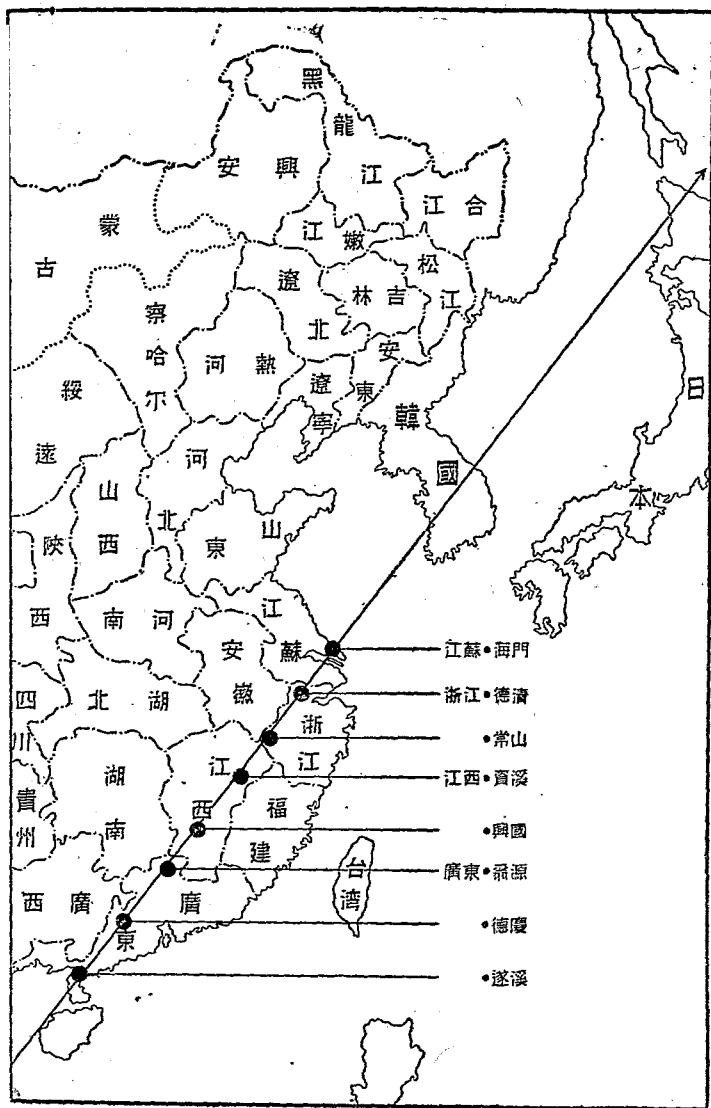 黑龍江
興安
合江
嫩江
蒙古
松江
遼北
吉林
察哈尔
熱河
安東
遼寧
綏遠
韓國
日本
河北
山西
山東
陝西
河南
江蘇
安徽
湖北
四川
浙江
湖南
江西
貴州
福建
台湾
廣西
廣東
江蘇•海門
浙江•德濟
•常山
江西•資溪
•興國
廣東•翁源
•德慶
•遂溪